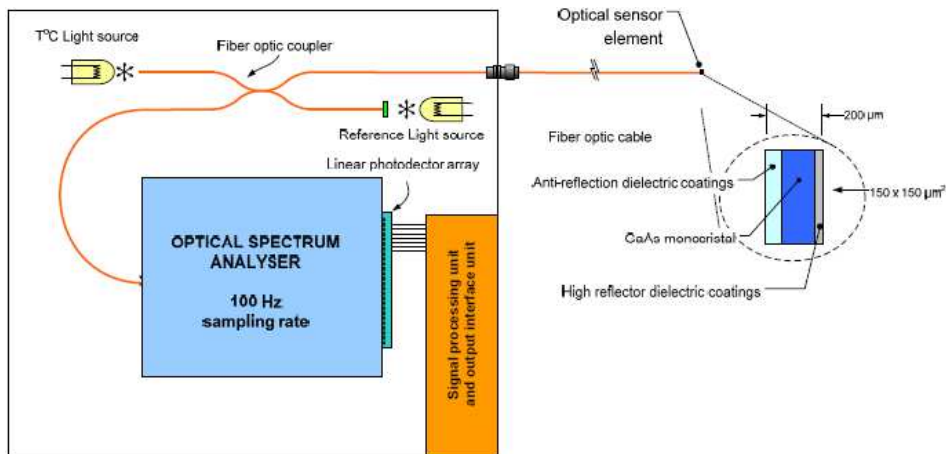 T°C Light source
Fiber optic coupler
Reference Light source
Linear photodector array
OPTICAL SPECTRUM
ANALYSER
100 Hz
sampling rate
Signal processing unit
and output interface unit
Optical sensor
element
Fiber optic cable
200 µm
Anti-reflection dielectric coatings
150 x 150 µm²
GaAs monocristal
High reflector dielectric coatings